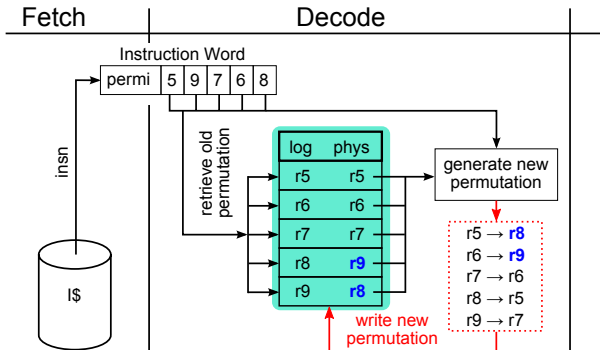 Fetch
Decode
Instruction Word
permi 5 9 7 6 8
insn
retrieve old
permutation
log phys
r5 r5
r6 r6
r7 r7
r8 r9
r9 r8
generate new
permutation
r5 → r8
r6 → r9
r7 → r6
r8 → r5
r9 → r7
I$
write new
permutation